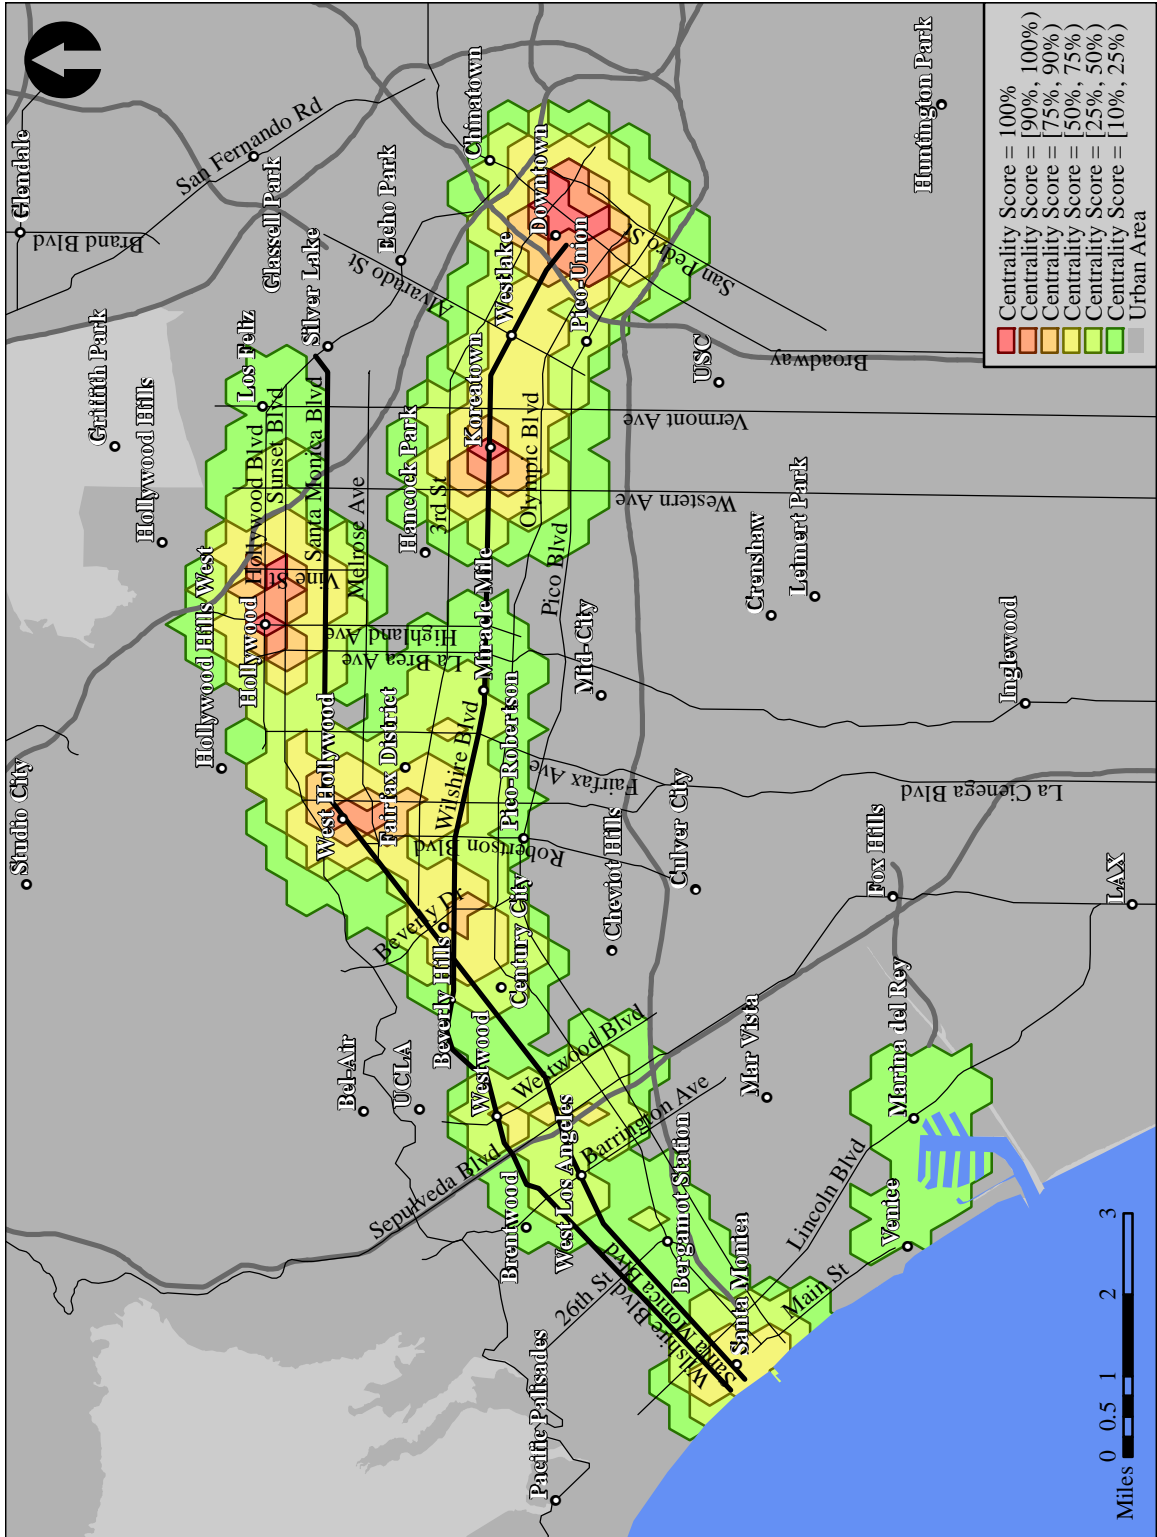 Studio City
Glendale
Brand Blvd
San Fernando Rd
Griffith Park
Hollywood Hills
Hollywood Hills West
Glassell Park
Los Feliz
Silver Lake
Echo Park
Chinatown
Hollywood
Hollywood Blvd
Sunset Blvd
Santa Monica Blvd
Melrose Ave
Vine St
Highland Ave
La Brea Ave
West Hollywood
Fairfax District
Hancock Park
3rd St
Alvarado St
Koreatown
Westlake
Downtown
Pico-Union
San Pedro St
Olympic Blvd
Pico Blvd
Miracle Mile
Wilshire Blvd
Pico-Robertson
Robertson Blvd
Fairfax Ave
Mid-City
Western Ave
Vermont Ave
Broadway
USC
Huntington Park
Bel-Air
UCLA
Beverly Dr
Beverly Hills
Century City
Westwood
Westwood Blvd
Cheviot Hills
Culver City
Crenshaw
Leimert Park
Sepulveda Blvd
Brentwood
West Los Angeles
Barrington Ave
Bergamot Station
Mar Vista
Pacific Palisades
26th St
Wilshire Blvd
Santa Monica Blvd
Santa Monica
Main St
Lincoln Blvd
Venice
Marina del Rey
Fox Hills
La Cienega Blvd
Inglewood
LAX
Miles
0 0.5 1 2 3
Centrality Score = 100%
Centrality Score = [90%, 100%)
Centrality Score = [75%, 90%)
Centrality Score = [50%, 75%)
Centrality Score = [25%, 50%)
Centrality Score = [10%, 25%)
Urban Area